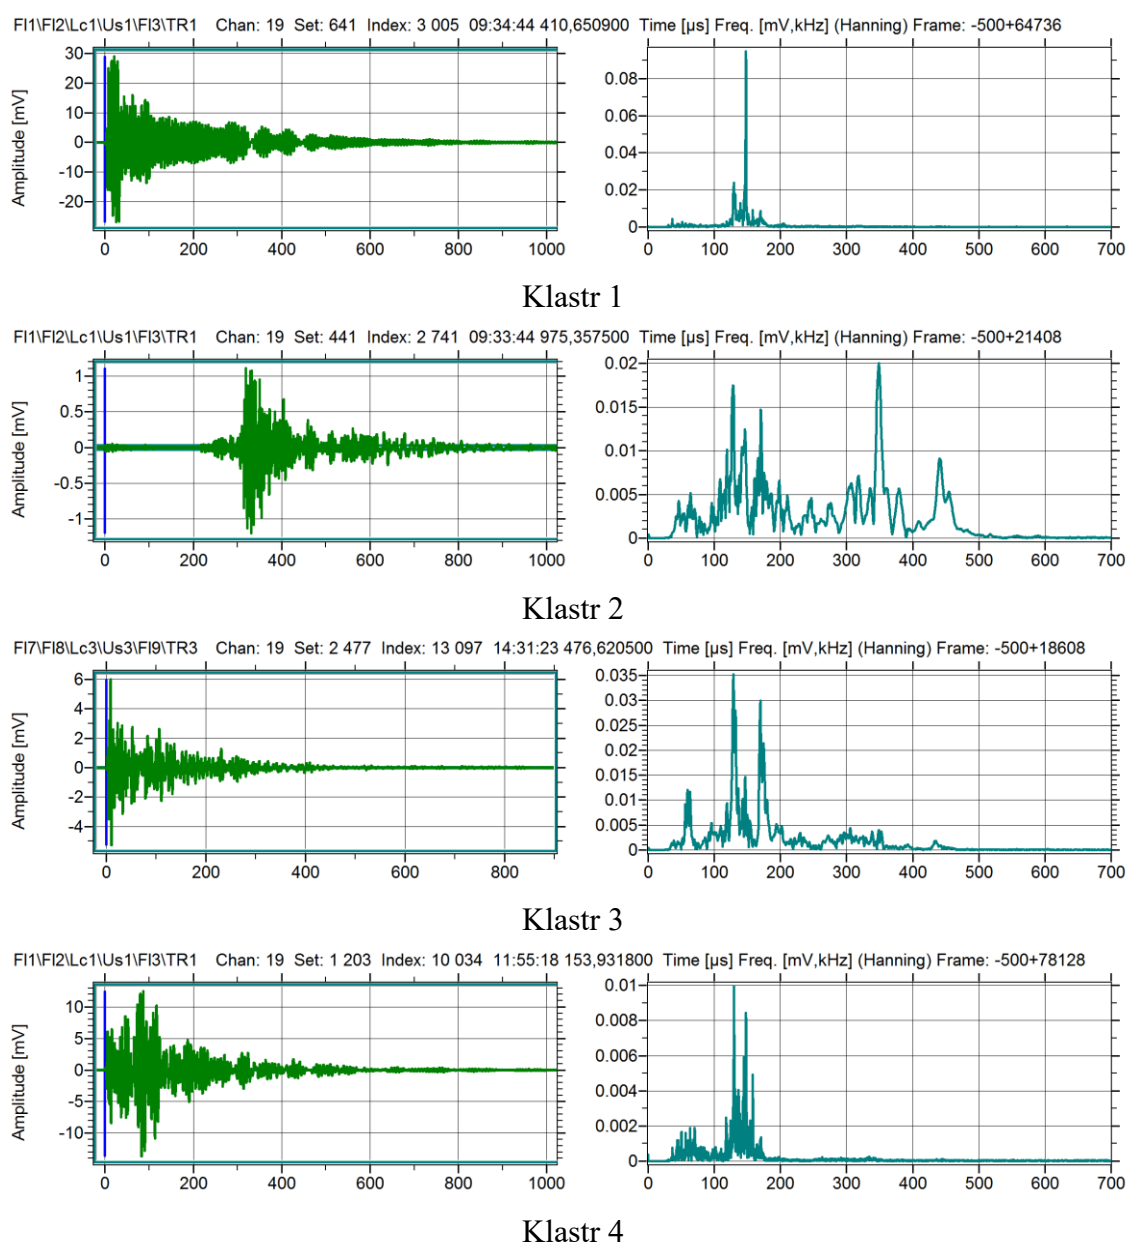 FI1\FI2\Lc1\Us1\FI3\TR1 Chan: 19 Set: 641 Index: 3 005 09:34:44 410,650900 Time [µs] Freq. [mV,kHz] (Hanning) Frame: -500+64736
30
20
10
0
-10
-20
Amplitude [mV]
0 200 400 600 800 1000
0.08
0.06
0.04
0.02
0
0 100 200 300 400 500 600 700
Klastr 1
FI1\FI2\Lc1\Us1\FI3\TR1 Chan: 19 Set: 441 Index: 2 741 09:33:44 975,357500 Time [µs] Freq. [mV,kHz] (Hanning) Frame: -500+21408
1
0.5
0
-0.5
-1
Amplitude [mV]
0 200 400 600 800 1000
0.02
0.015
0.01
0.005
0
0 100 200 300 400 500 600 700
Klastr 2
FI7\FI8\Lc3\Us3\FI9\TR3 Chan: 19 Set: 2 477 Index: 13 097 14:31:23 476,620500 Time [µs] Freq. [mV,kHz] (Hanning) Frame: -500+18608
6
4
2
0
-2
-4
Amplitude [mV]
0 200 400 600 800
0.035
0.03
0.025
0.02
0.015
0.01
0.005
0
0 100 200 300 400 500 600 700
Klastr 3
FI1\FI2\Lc1\Us1\FI3\TR1 Chan: 19 Set: 1 203 Index: 10 034 11:55:18 153,931800 Time [µs] Freq. [mV,kHz] (Hanning) Frame: -500+78128
10
5
0
-5
-10
Amplitude [mV]
0 200 400 600 800 1000
0.01
0.008
0.006
0.004
0.002
0
0 100 200 300 400 500 600 700
Klastr 4